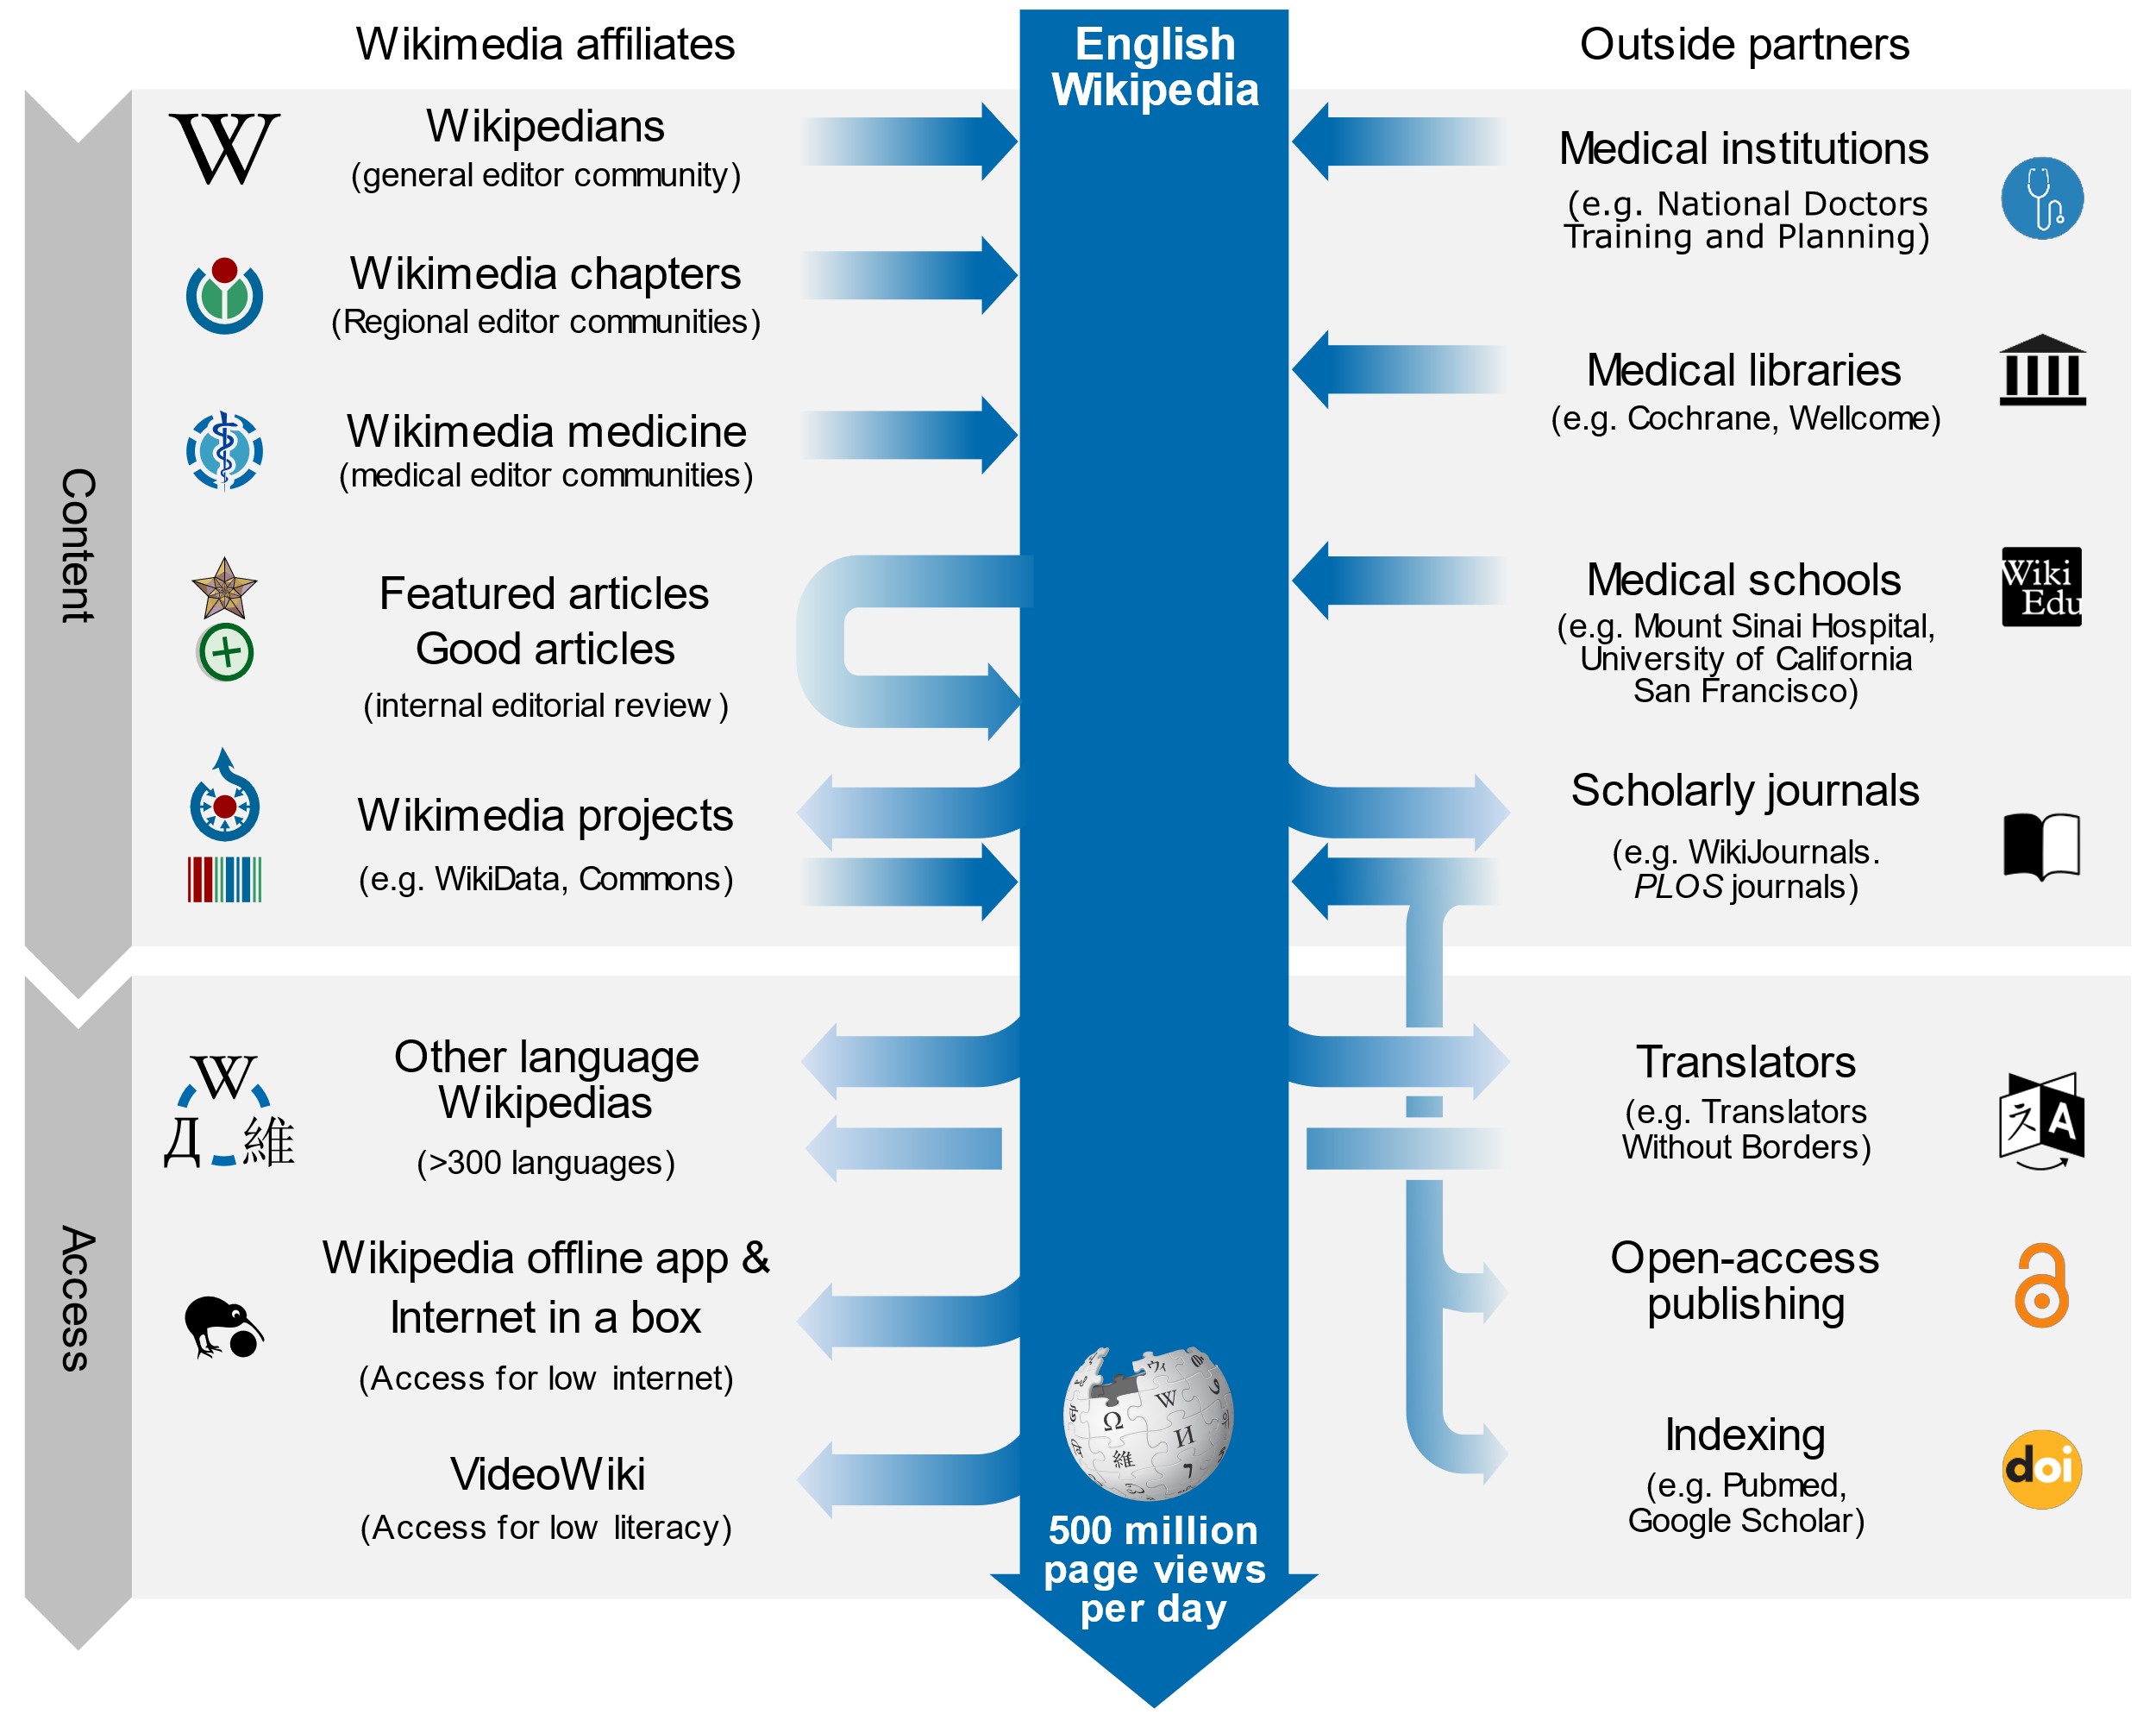 Wikimedia affiliates
English
Wikipedia
Outside partners
Content
W
Wikipedians
(general editor community)
Wikimedia chapters
(Regional editor communities)
Wikimedia medicine
(medical editor communities)
Featured articles
Good articles
(internal editorial review )
Wikimedia projects
(e.g. WikiData, Commons)
Medical institutions
(e.g. National Doctors
Training and Planning)
Medical libraries
(e.g. Cochrane, Wellcome)
Medical schools
(e.g. Mount Sinai Hospital,
University of California
San Francisco)
Wiki
Edu
Scholarly journals
(e.g. WikiJournals.
PLOS journals)
Access
W
Д 維
Other language
Wikipedias
(>300 languages)
Wikipedia offline app &
Internet in a box
(Access for low internet)
VideoWiki
(Access for low literacy)
Translators
(e.g. Translators
Without Borders)
A
Open-access
publishing
Indexing
(e.g. Pubmed,
Google Scholar)
doi
Ω W И
維
500 million
page views
per day